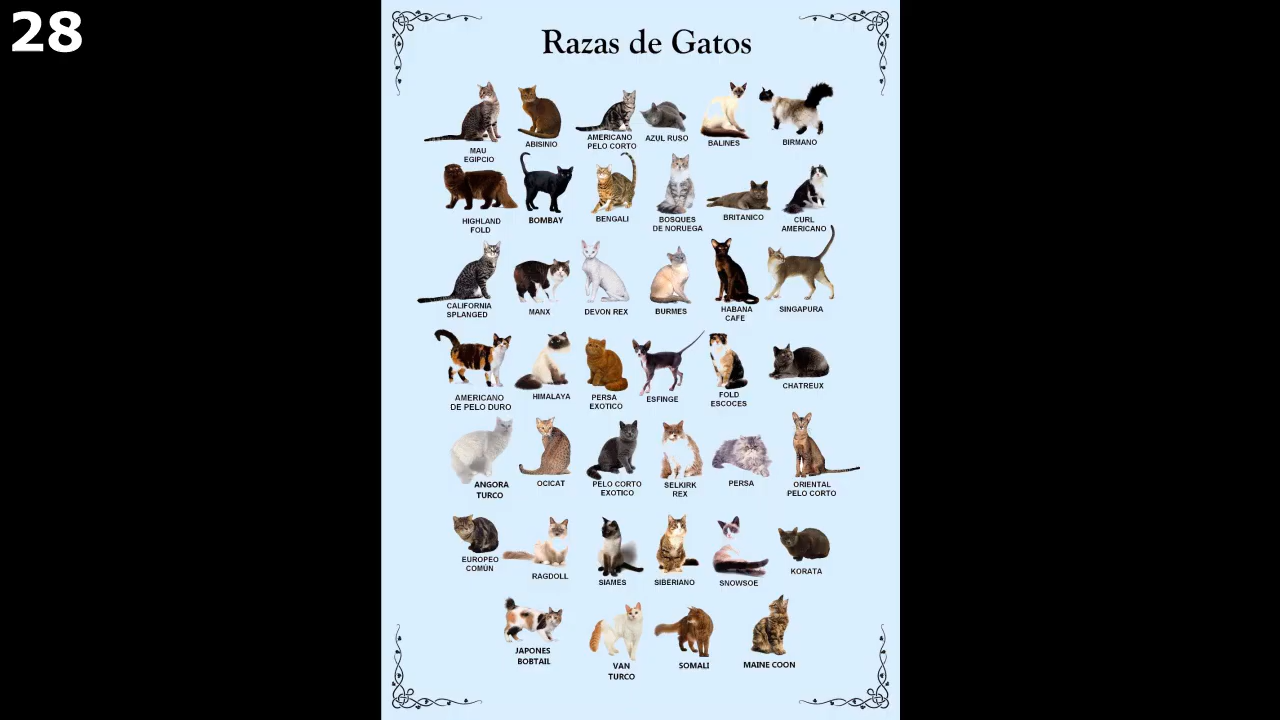 28
Razas de Gatos
MAU
EGIPCIO
ABISINIO
AMERICANO
PELO CORTO
AZUL RUSO
BALINES
BIRMANO
HIGHLAND
FOLD
BOMBAY
BENGALI
BOSQUES
DE NORUEGA
BRITANICO
CURL
AMERICANO
CALIFORNIA
SPLANGED
MANX
DEVON REX
BURMES
HABANA
CAFE
SINGAPURA
AMERICANO
DE PELO DURO
HIMALAYA
PERSA
EXOTICO
ESFINGE
FOLD
ESCOCES
CHATREUX
ANGORA
TURCO
OCICAT
PELO CORTO
EXOTICO
SELKIRK
REX
PERSA
ORIENTAL
PELO CORTO
EUROPEO
COMÚN
RAGDOLL
SIAMES
SIBERIANO
SNOWSOE
KORATA
JAPONES
BOBTAIL
VAN
TURCO
SOMALI
MAINE COON